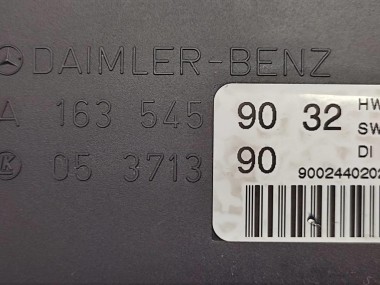 DAIMLER-BENZ
A 163 545 90 32 HW
SW
05 3713 90 DI
9002440202